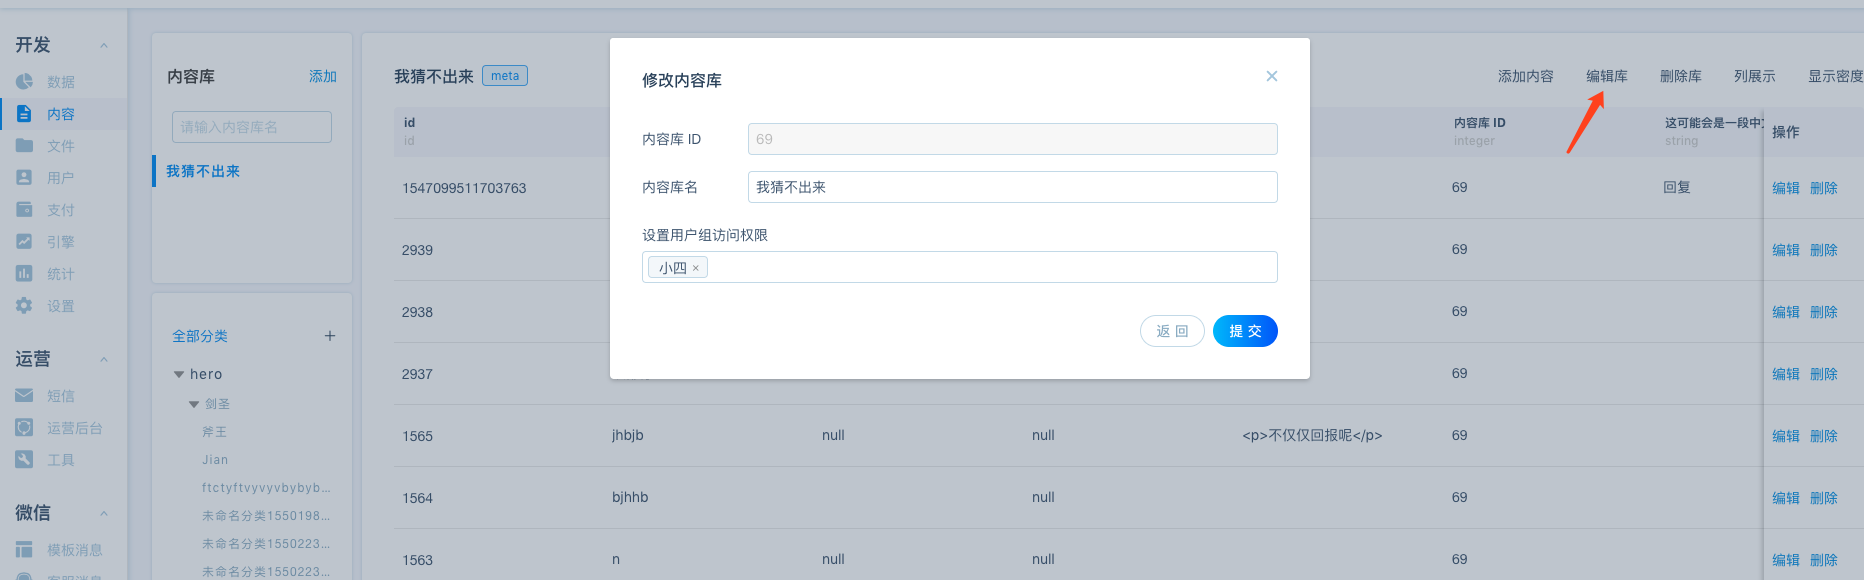 开发
数据
内容
文件
用户
支付
引擎
统计
设置
运营
短信
运营后台
工具
微信
模板消息
内容库 添加
请输入内容库名
我猜不出来
全部分类
hero
剑圣
斧王
Jian
ftctyftvyvyvbybyb...
未命名分类1550198...
未命名分类1550223...
未命名分类1550223...
我猜不出来 meta
添加内容 编辑库 删除库 列展示 显示密度
id 内容库 ID 这可能会是一段中 操作
id integer string
1547099511703763 69 回复 编辑 删除
2939 69 编辑 删除
2938 69 编辑 删除
2937 69 编辑 删除
1565 jhbjb null null <p>不仅仅回报呢</p> 69 编辑 删除
1564 bjhhb null 69 编辑 删除
1563 n null null 69 编辑 删除
修改内容库
内容库 ID 69
内容库名 我猜不出来
设置用户组访问权限
小四 ×
返 回 提 交